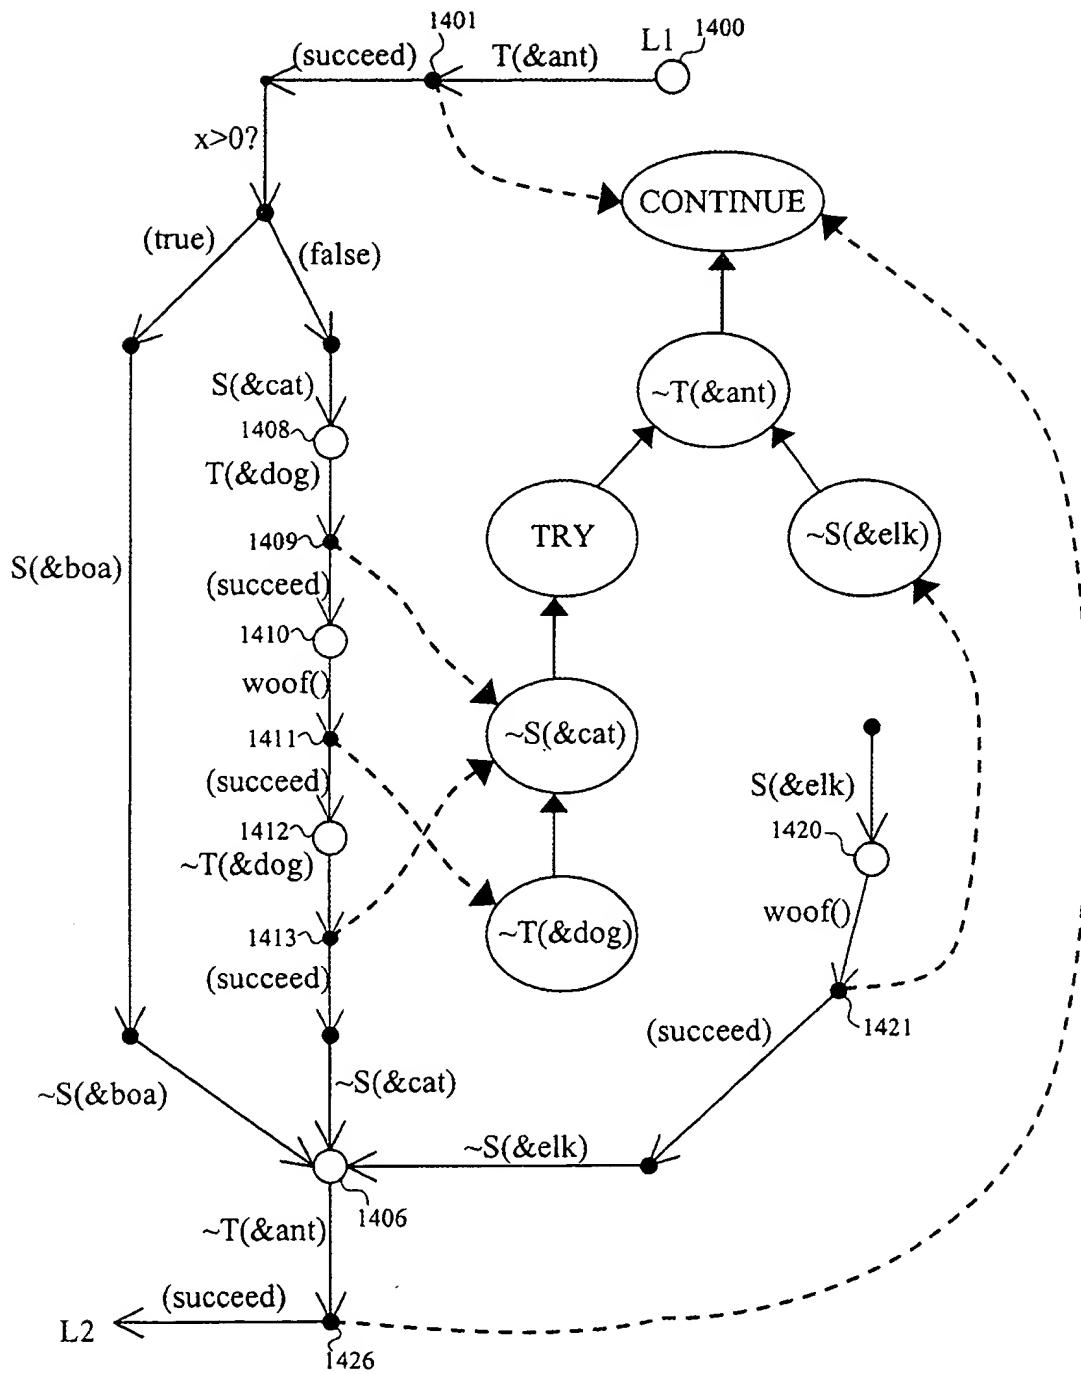 1401
L1
1400
(succeed)
T(&ant)
x>0?
CONTINUE
(true)
(false)
S(&cat)
~T(&ant)
1408
T(&dog)
TRY
~S(&elk)
1409
S(&boa)
(succeed)
1410
woof()
~S(&cat)
1411
(succeed)
S(&elk)
1412
1420
~T(&dog)
woof()
1413
~T(&dog)
(succeed)
1421
(succeed)
~S(&cat)
~S(&boa)
~S(&elk)
1406
~T(&ant)
(succeed)
L2
1426